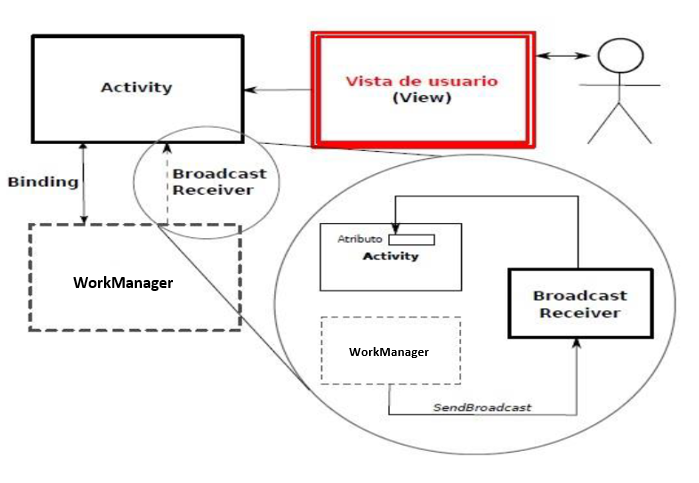 Activity
Vista de usuario
(View)
Binding
Broadcast
Receiver
WorkManager
Atributo
Activity
Broadcast
Receiver
WorkManager
SendBroadcast